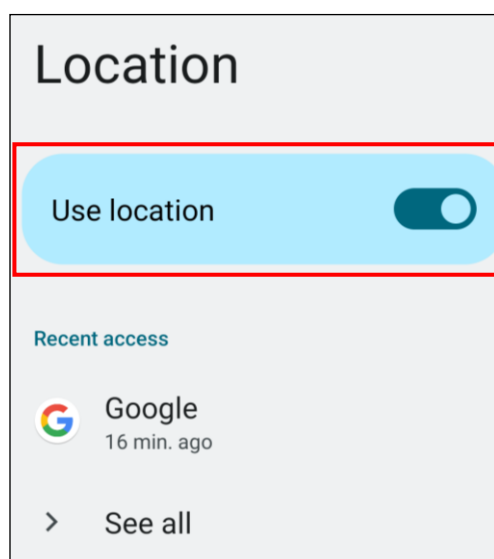 Location
Use location
Recent access
Google
16 min. ago
See all